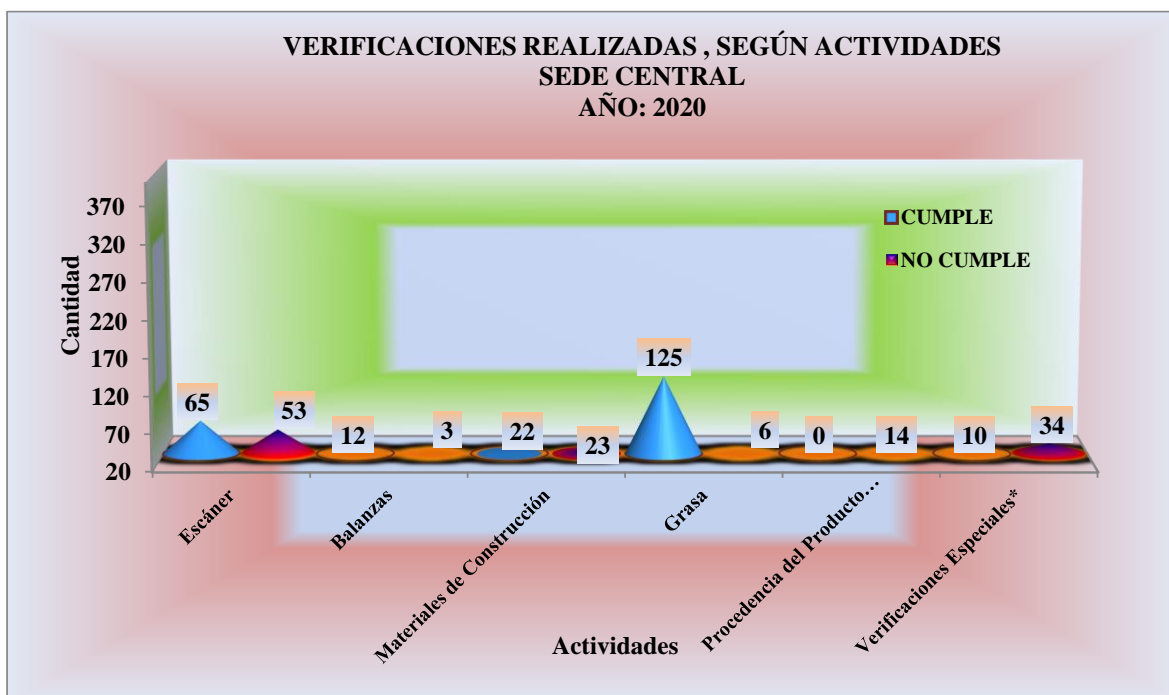 VERIFICACIONES REALIZADAS , SEGÚN ACTIVIDADES
SEDE CENTRAL
AÑO: 2020
CUMPLE
NO CUMPLE
Cantidad
370
320
270
220
170
120
70
20
65
53
12
3
22
23
125
6
0
14
10
34
Escáner
Balanzas
Materiales de Construcción
Grasa
Procedencia del Producto…
Verificaciones Especiales*
Actividades